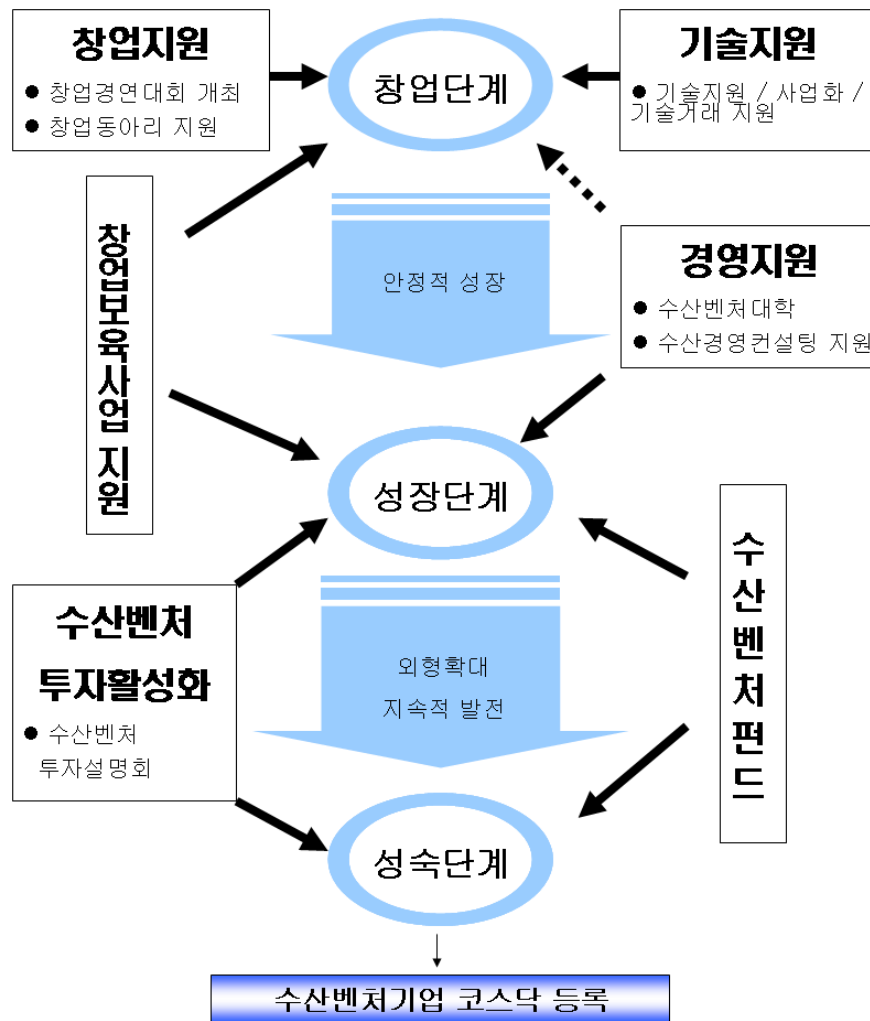 창업지원
● 창업경연대회 개최
● 창업동아리 지원
창업단계
기술지원
● 기술지원 / 사업화 /
기술거래 지원
창업보육사업 지원
안정적 성장
경영지원
● 수산벤처대학
● 수산경영컨설팅 지원
성장단계
수산벤처
투자활성화
● 수산벤처
투자설명회
외형확대
지속적 발전
수산벤처펀드
성숙단계
수산벤처기업 코스닥 등록